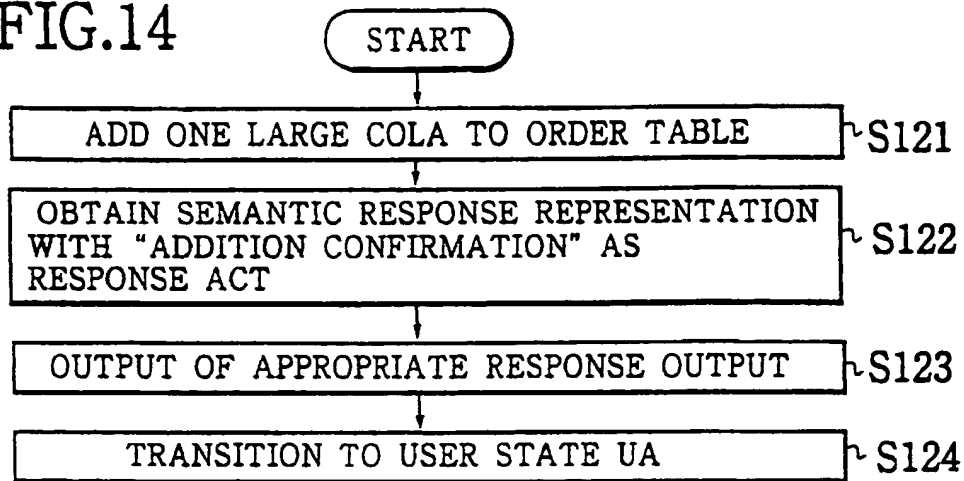 FIG.14
START
ADD ONE LARGE COLA TO ORDER TABLE
S121
OBTAIN SEMANTIC RESPONSE REPRESENTATION
WITH “ADDITION CONFIRMATION” AS
RESPONSE ACT
S122
OUTPUT OF APPROPRIATE RESPONSE OUTPUT
S123
TRANSITION TO USER STATE UA
S124